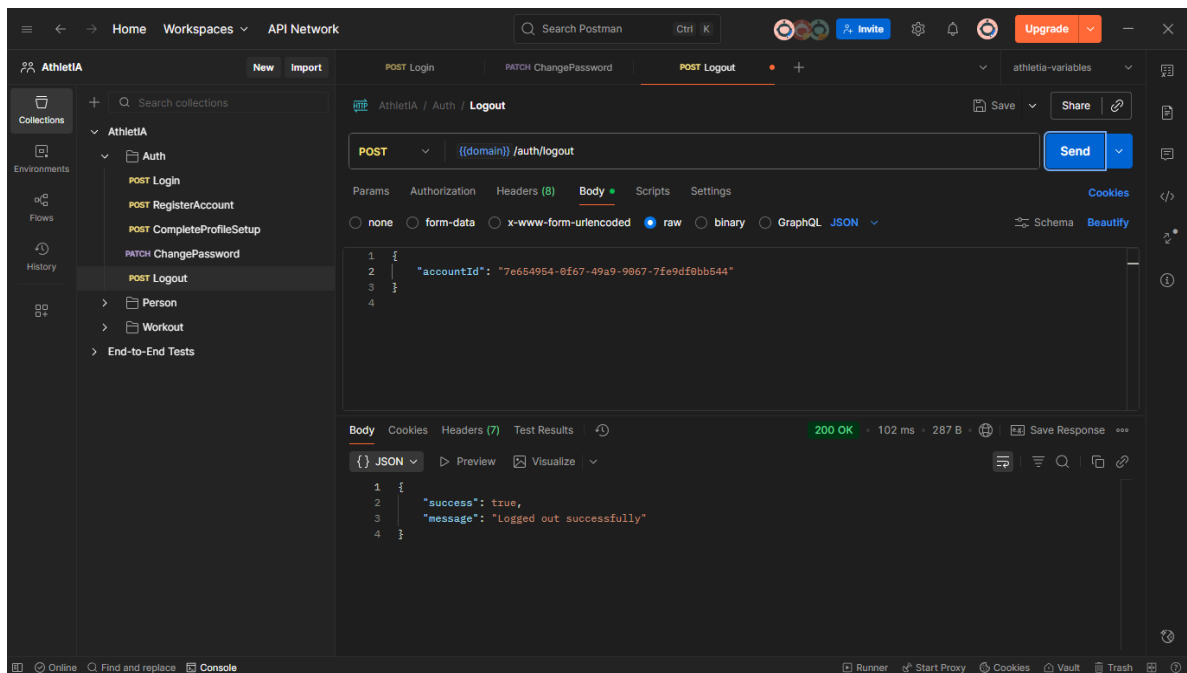 Home Workspaces API Network Search Postman Ctrl K Invite Upgrade
AthletIA New Import POST Login PATCH ChangePassword POST Logout athletia-variables
Collections
Environments
Flows
History
Search collections
AthletIA
Auth
POST Login
POST RegisterAccount
POST CompleteProfileSetup
PATCH ChangePassword
POST Logout
Person
Workout
End-to-End Tests
HTTP AthletIA / Auth / Logout Save Share
POST {{domain}} /auth/logout Send
Params Authorization Headers (8) Body Scripts Settings Cookies
none form-data x-www-form-urlencoded raw binary GraphQL JSON Schema Beautify
1 {
2 "accountId": "7e654954-0f67-49a9-9067-7fe9df0bb544"
3 }
4
Body Cookies Headers (7) Test Results 200 OK 102 ms 287 B e.g. Save Response
{} JSON Preview Visualize
1 {
2 "success": true,
3 "message": "Logged out successfully"
4 }
Online Find and replace Console Runner Start Proxy Cookies Vault Trash